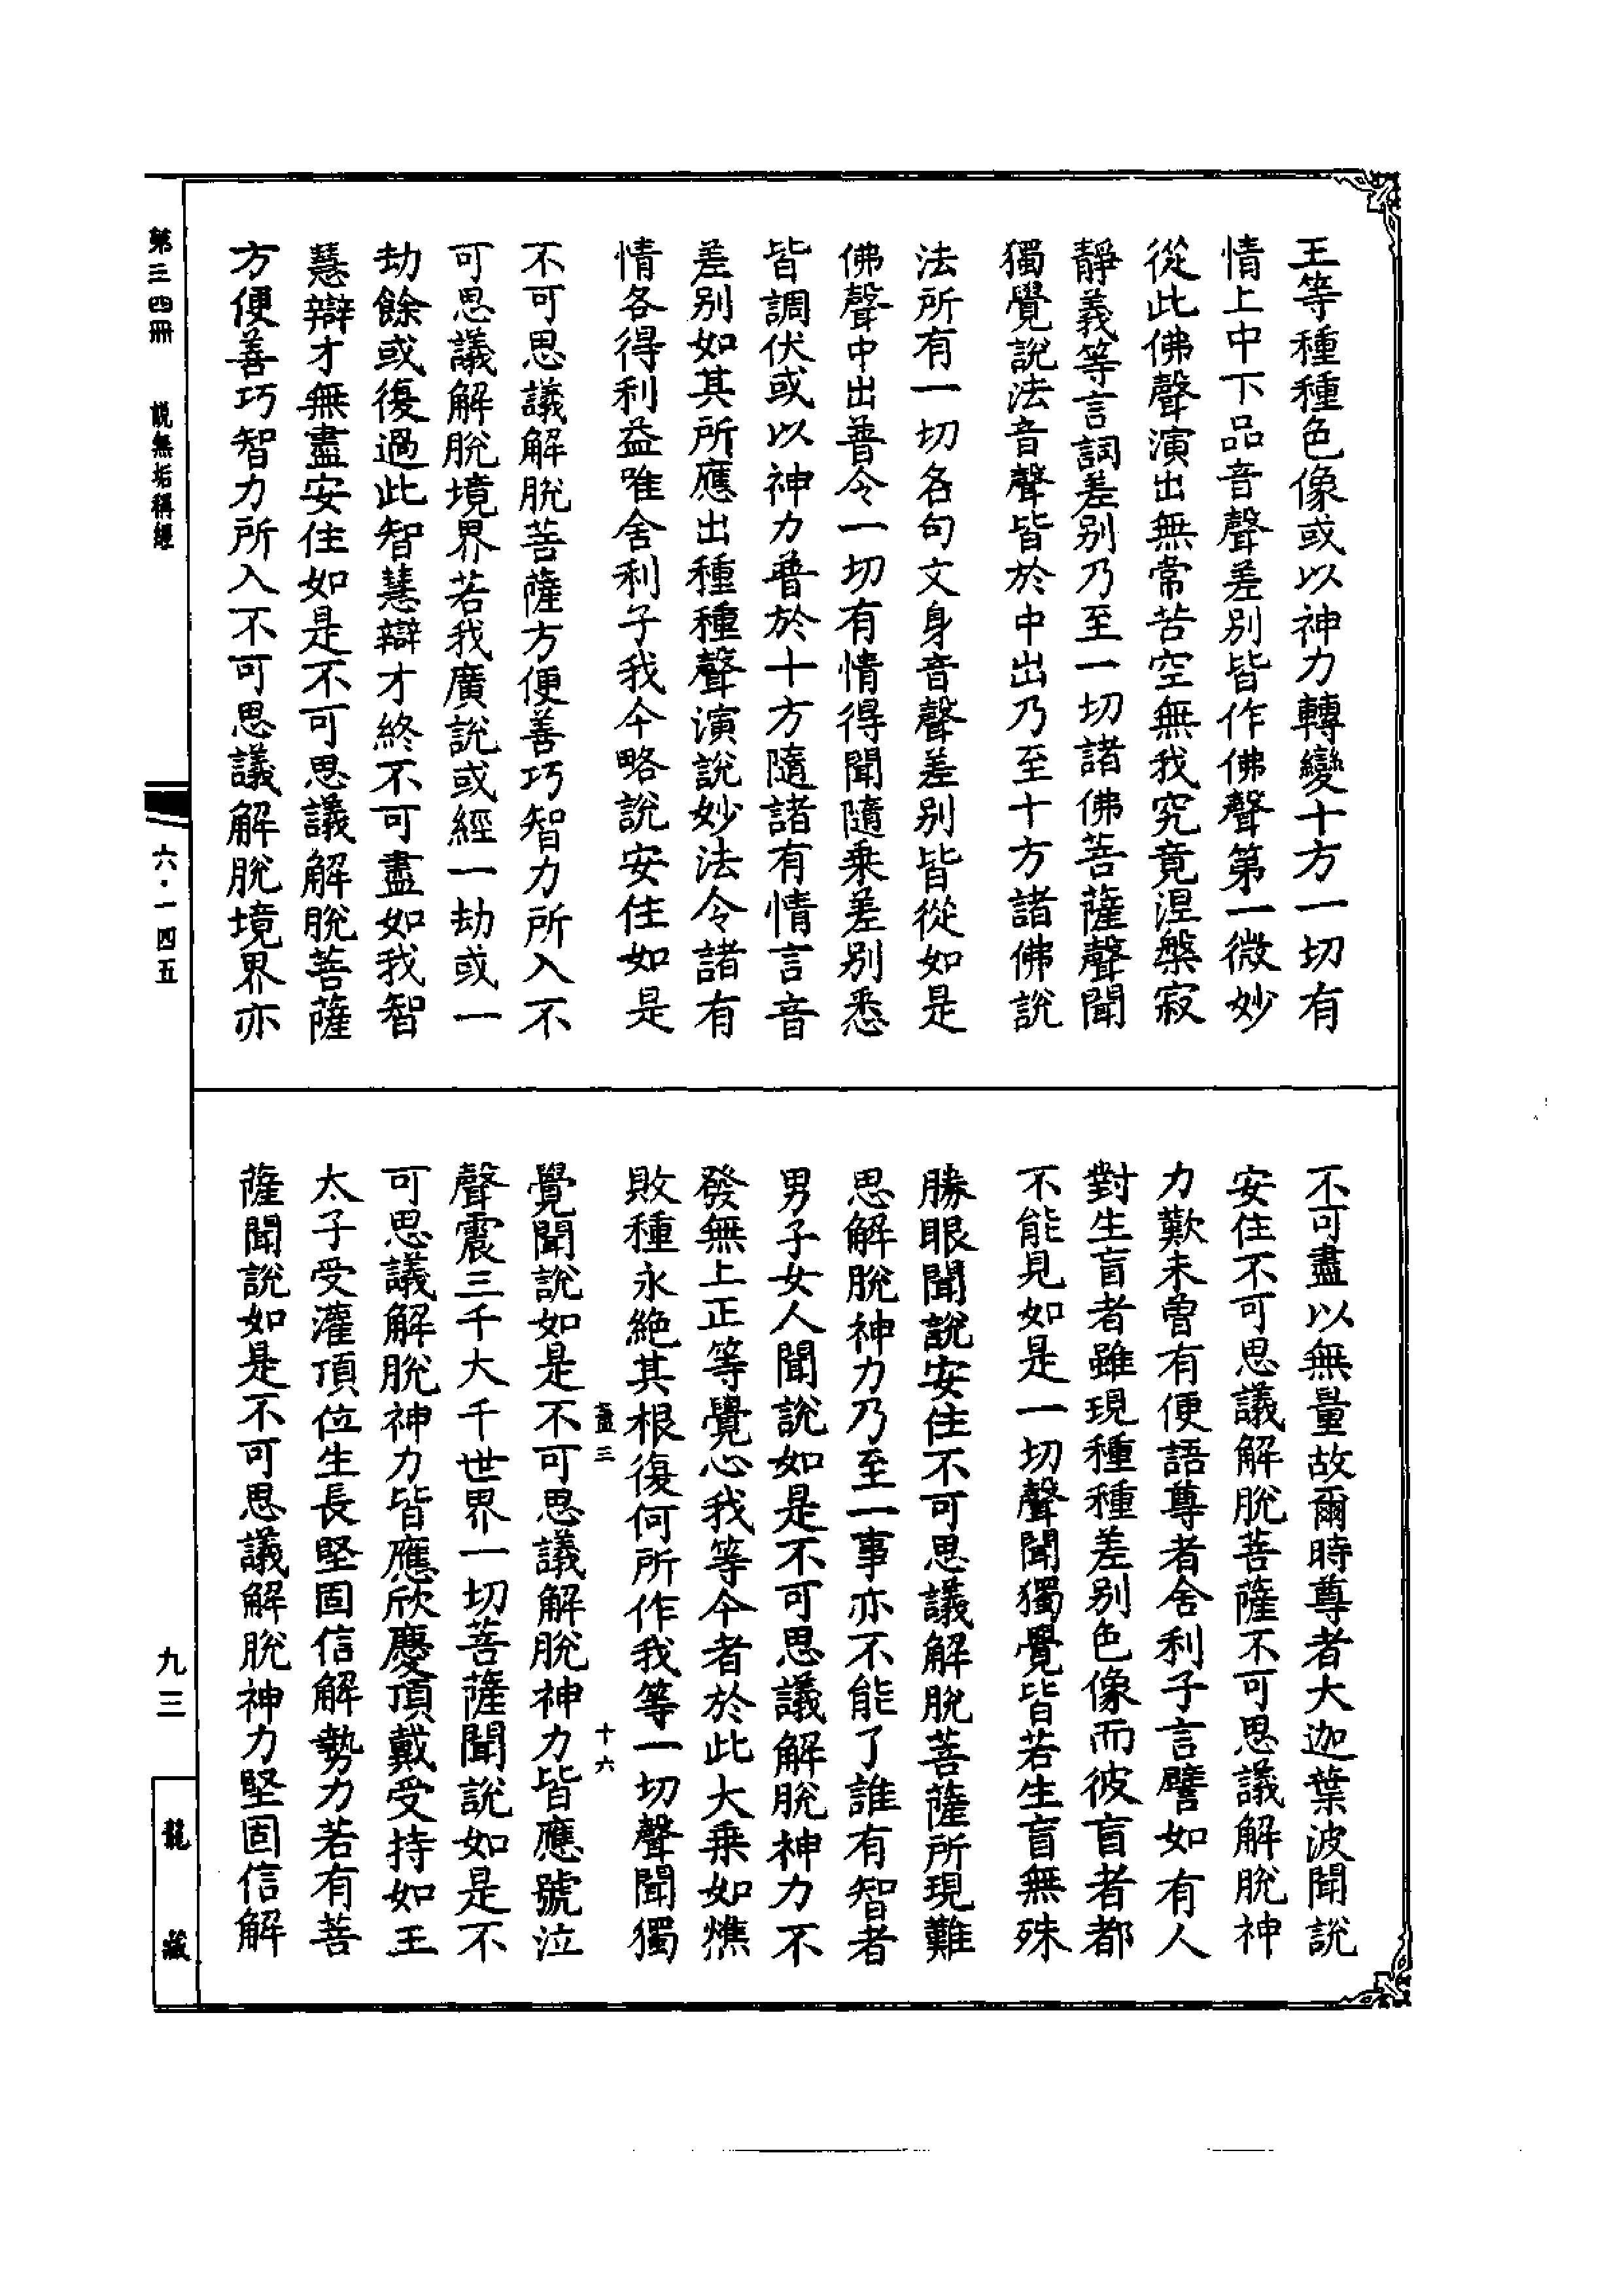 王等種種色像或以神力轉變十方一切有
情上中下品音聲差别皆作佛聲第一微妙
從此佛聲演出無常苦空無我究竟涅槃寂
靜義等言詞差别乃至一切諸佛菩薩聲聞
獨覺說法音聲皆於中出乃至十方諸佛說
法所有一切名句文身音聲差别皆從如是
佛聲中出普令一切有情得聞隨乘差别悉
皆調伏或以神力普於十方隨諸有情言音
差别如其所應出種種聲演說妙法令諸有
情各得利益唯舍利子我今略說安住如是
不可思議解脫菩薩方便善巧智力所入不
可思議解脫境界若我廣說或經一劫或一
劫餘或復過此智慧辯才終不可盡如我智
慧辯才無盡安住如是不可思議解脫菩薩
方便善巧智力所入不可思議解脫境界亦
不可盡以無量故爾時尊者大迦葉波聞說
安住不可思議解脫菩薩不可思議解脫神
力歎未曾有便語尊者舍利子言譬如有人
對生盲者雖現種種差别色像而彼盲者都
不能見如是一切聲聞獨覺皆若生盲無殊
勝眼聞說安住不可思議解脫菩薩所現難
思解脫神力乃至一事亦不能了誰有智者
男子女人聞說如是不可思議解脫神力不
發無上正等覺心我等今者於此大乘如燋
敗種永絕其根復何所作我等一切聲聞獨
盖三 十六
覺聞說如是不可思議解脫神力皆應號泣
聲震三千大千世界一切菩薩聞說如是不
可思議解脫神力皆應欣慶頂戴受持如王
太子受灌頂位生長堅固信解勢力若有菩
薩聞說如是不可思議解脫神力堅固信解
第三四冊 説無垢稱經 六·一四五 九三 龍藏